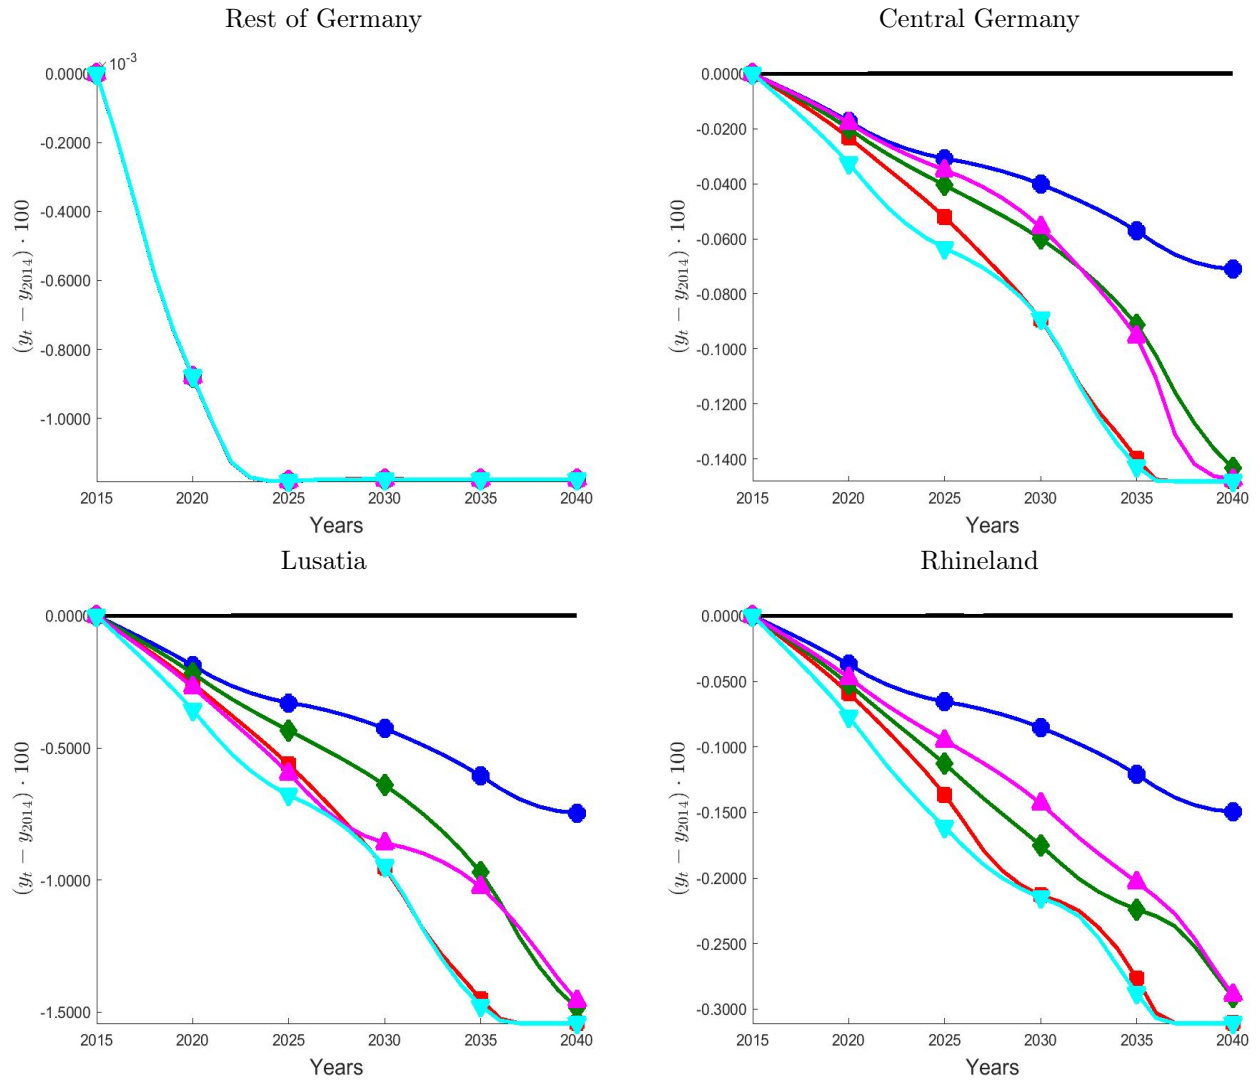 Rest of Germany
×10^-3
0.0000
-0.2000
-0.4000
-0.6000
-0.8000
-1.0000
(y_t − y_2014) · 100
2015 2020 2025 2030 2035 2040
Years
Central Germany
0.0000
-0.0200
-0.0400
-0.0600
-0.0800
-0.1000
-0.1200
-0.1400
(y_t − y_2014) · 100
2015 2020 2025 2030 2035 2040
Years
Lusatia
0.0000
-0.5000
-1.0000
-1.5000
(y_t − y_2014) · 100
2015 2020 2025 2030 2035 2040
Years
Rhineland
0.0000
-0.0500
-0.1000
-0.1500
-0.2000
-0.2500
-0.3000
(y_t − y_2014) · 100
2015 2020 2025 2030 2035 2040
Years